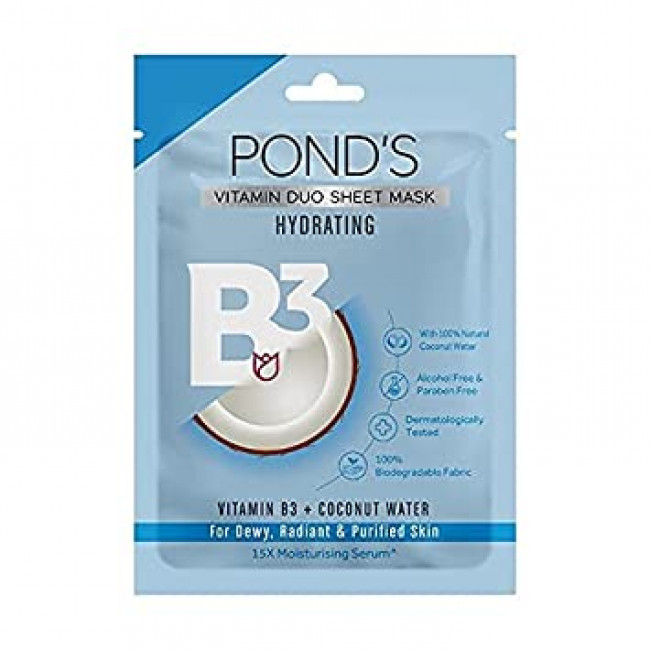 POND'S
VITAMIN DUO SHEET MASK
HYDRATING
B3
With 100% Natural
Coconut Water
Alcohol Free &
Paraben Free
Dermatologically
Tested
100%
Biodegradable Fabric
VITAMIN B3 + COCONUT WATER
For Dewy, Radiant & Purified Skin
15X Moisturising Serum^